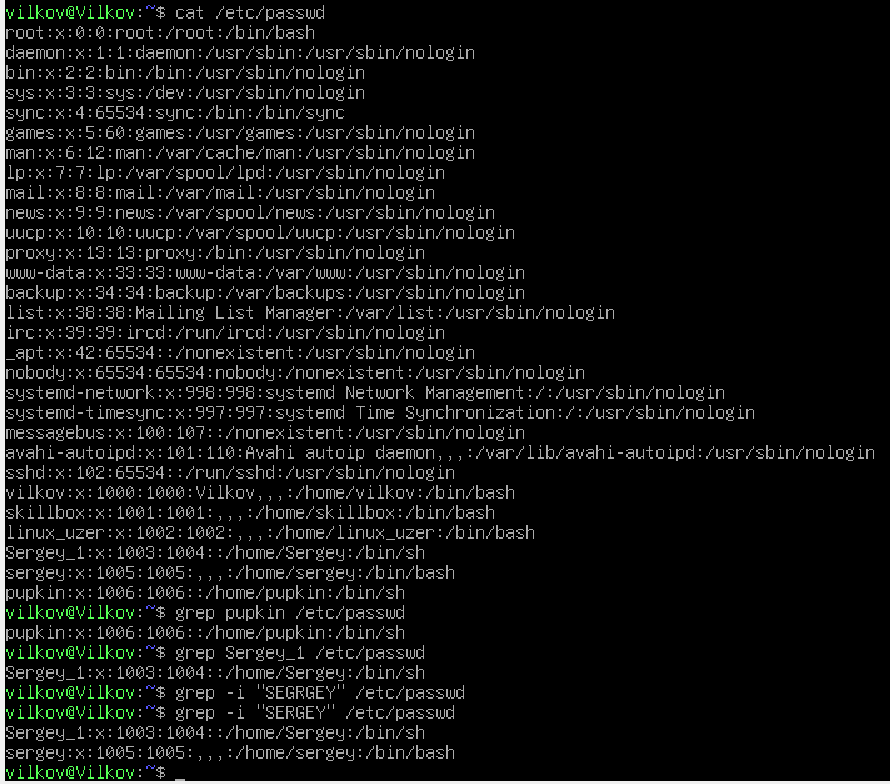 vilkov@Vilkov:~$ cat /etc/passwd
root:x:0:0:root:/root:/bin/bash
daemon:x:1:1:daemon:/usr/sbin:/usr/sbin/nologin
bin:x:2:2:bin:/bin:/usr/sbin/nologin
sys:x:3:3:sys:/dev:/usr/sbin/nologin
sync:x:4:65534:sync:/bin:/bin/sync
games:x:5:60:games:/usr/games:/usr/sbin/nologin
man:x:6:12:man:/var/cache/man:/usr/sbin/nologin
lp:x:7:7:lp:/var/spool/lpd:/usr/sbin/nologin
mail:x:8:8:mail:/var/mail:/usr/sbin/nologin
news:x:9:9:news:/var/spool/news:/usr/sbin/nologin
uucp:x:10:10:uucp:/var/spool/uucp:/usr/sbin/nologin
proxy:x:13:13:proxy:/bin:/usr/sbin/nologin
www-data:x:33:33:www-data:/var/www:/usr/sbin/nologin
backup:x:34:34:backup:/var/backups:/usr/sbin/nologin
list:x:38:38:Mailing List Manager:/var/list:/usr/sbin/nologin
irc:x:39:39:ircd:/run/ircd:/usr/sbin/nologin
_apt:x:42:65534::/nonexistent:/usr/sbin/nologin
nobody:x:65534:65534:nobody:/nonexistent:/usr/sbin/nologin
systemd-network:x:998:998:systemd Network Management:/:/usr/sbin/nologin
systemd-timesync:x:997:997:systemd Time Synchronization:/:/usr/sbin/nologin
messagebus:x:100:107::/nonexistent:/usr/sbin/nologin
avahi-autoipd:x:101:110:Avahi autoip daemon,,,:/var/lib/avahi-autoipd:/usr/sbin/nologin
sshd:x:102:65534::/run/sshd:/usr/sbin/nologin
vilkov:x:1000:1000:Vilkov,,,:/home/vilkov:/bin/bash
skillbox:x:1001:1001:,,,:/home/skillbox:/bin/bash
linux_uzer:x:1002:1002:,,,:/home/linux_uzer:/bin/bash
Sergey_1:x:1003:1004::/home/Sergey:/bin/sh
sergey:x:1005:1005:,,,:/home/sergey:/bin/bash
pupkin:x:1006:1006::/home/pupkin:/bin/sh
vilkov@Vilkov:~$ grep pupkin /etc/passwd
pupkin:x:1006:1006::/home/pupkin:/bin/sh
vilkov@Vilkov:~$ grep Sergey_1 /etc/passwd
Sergey_1:x:1003:1004::/home/Sergey:/bin/sh
vilkov@Vilkov:~$ grep -i "SEGRGEY" /etc/passwd
vilkov@Vilkov:~$ grep -i "SERGEY" /etc/passwd
Sergey_1:x:1003:1004::/home/Sergey:/bin/sh
sergey:x:1005:1005:,,,:/home/sergey:/bin/bash
vilkov@Vilkov:~$ _